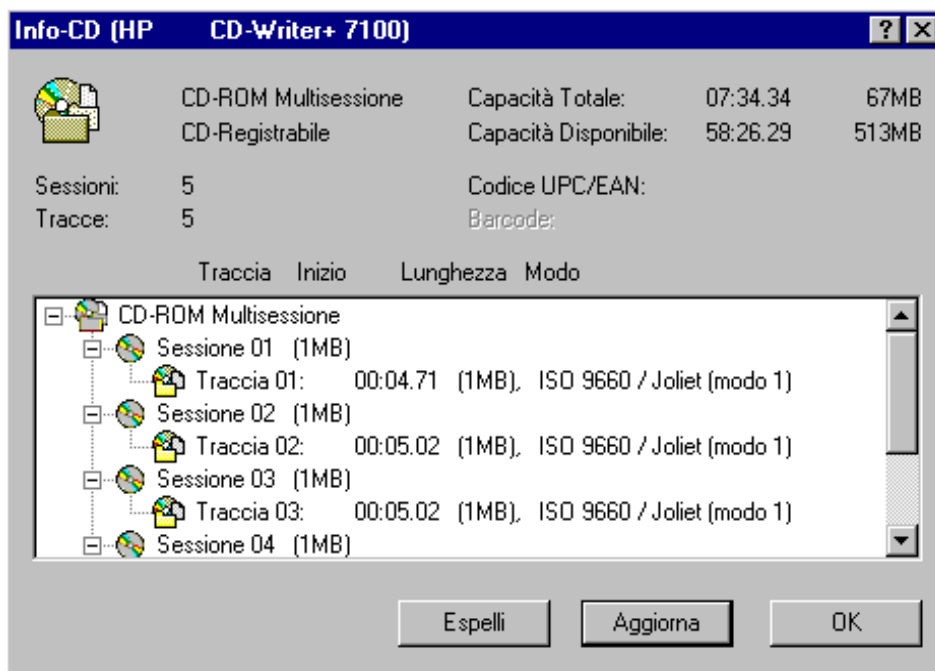 Info-CD (HP CD-Writer+ 7100)
CD-ROM Multisessione Capacità Totale: 07:34.34 67MB
CD-Registrabile Capacità Disponibile: 58:26.29 513MB
Sessioni: 5 Codice UPC/EAN:
Tracce: 5 Barcode:
Traccia Inizio Lunghezza Modo
CD-ROM Multisessione
Sessione 01 (1MB)
Traccia 01: 00:04.71 (1MB), ISO 9660 / Joliet (modo 1)
Sessione 02 (1MB)
Traccia 02: 00:05.02 (1MB), ISO 9660 / Joliet (modo 1)
Sessione 03 (1MB)
Traccia 03: 00:05.02 (1MB), ISO 9660 / Joliet (modo 1)
Sessione 04 (1MB)
Espelli Aggiorna OK